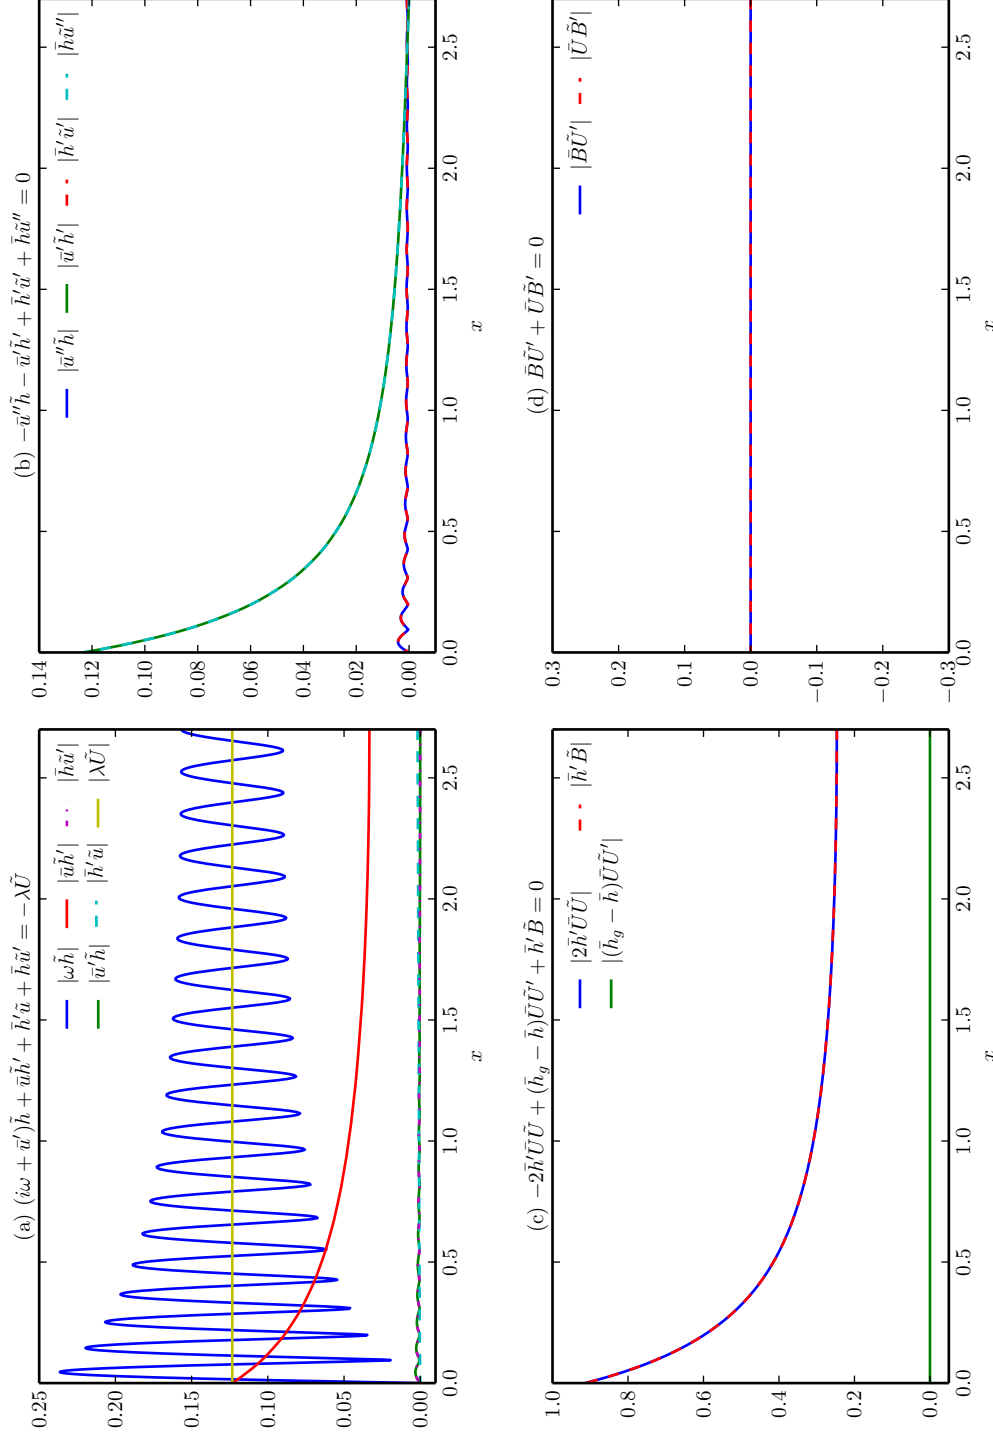 (a) $(i\omega + \bar{u}')\tilde{h} + \bar{u}\tilde{h}' + \bar{h}'\tilde{u} + \bar{h}\tilde{u}' = -\lambda\tilde{U}$
$|\omega\tilde{h}|$ $|\bar{u}\tilde{h}'|$ $|\bar{h}\tilde{u}'|$
$|\bar{u}'\tilde{h}|$ $|\bar{h}'\tilde{u}|$ $|\lambda\tilde{U}|$
0.25
0.20
0.15
0.10
0.05
0.00
0.0 0.5 1.0 1.5 2.0 2.5
x
(b) $-\bar{u}''\tilde{h} - \bar{u}'\tilde{h}' + \bar{h}'\tilde{u}' + \bar{h}\tilde{u}'' = 0$
$|\bar{u}''\tilde{h}|$ $|\bar{u}'\tilde{h}'|$ $|\bar{h}'\tilde{u}'|$ $|\bar{h}\tilde{u}''|$
0.14
0.12
0.10
0.08
0.06
0.04
0.02
0.00
0.0 0.5 1.0 1.5 2.0 2.5
x
(c) $-2\bar{h}'\bar{U}\tilde{U} + (\bar{h}_g - \bar{h})\bar{U}\tilde{U}' + \bar{h}'\tilde{B} = 0$
$|2\bar{h}'\bar{U}\tilde{U}|$ $|\bar{h}'\tilde{B}|$
$|(\bar{h}_g - \bar{h})\bar{U}\tilde{U}'|$
1.0
0.8
0.6
0.4
0.2
0.0
0.0 0.5 1.0 1.5 2.0 2.5
x
(d) $\bar{B}\tilde{U}' + \bar{U}\tilde{B}' = 0$
$|\bar{B}\tilde{U}'|$ $|\bar{U}\tilde{B}'|$
0.3
0.2
0.1
0.0
−0.1
−0.2
−0.3
0.0 0.5 1.0 1.5 2.0 2.5
x